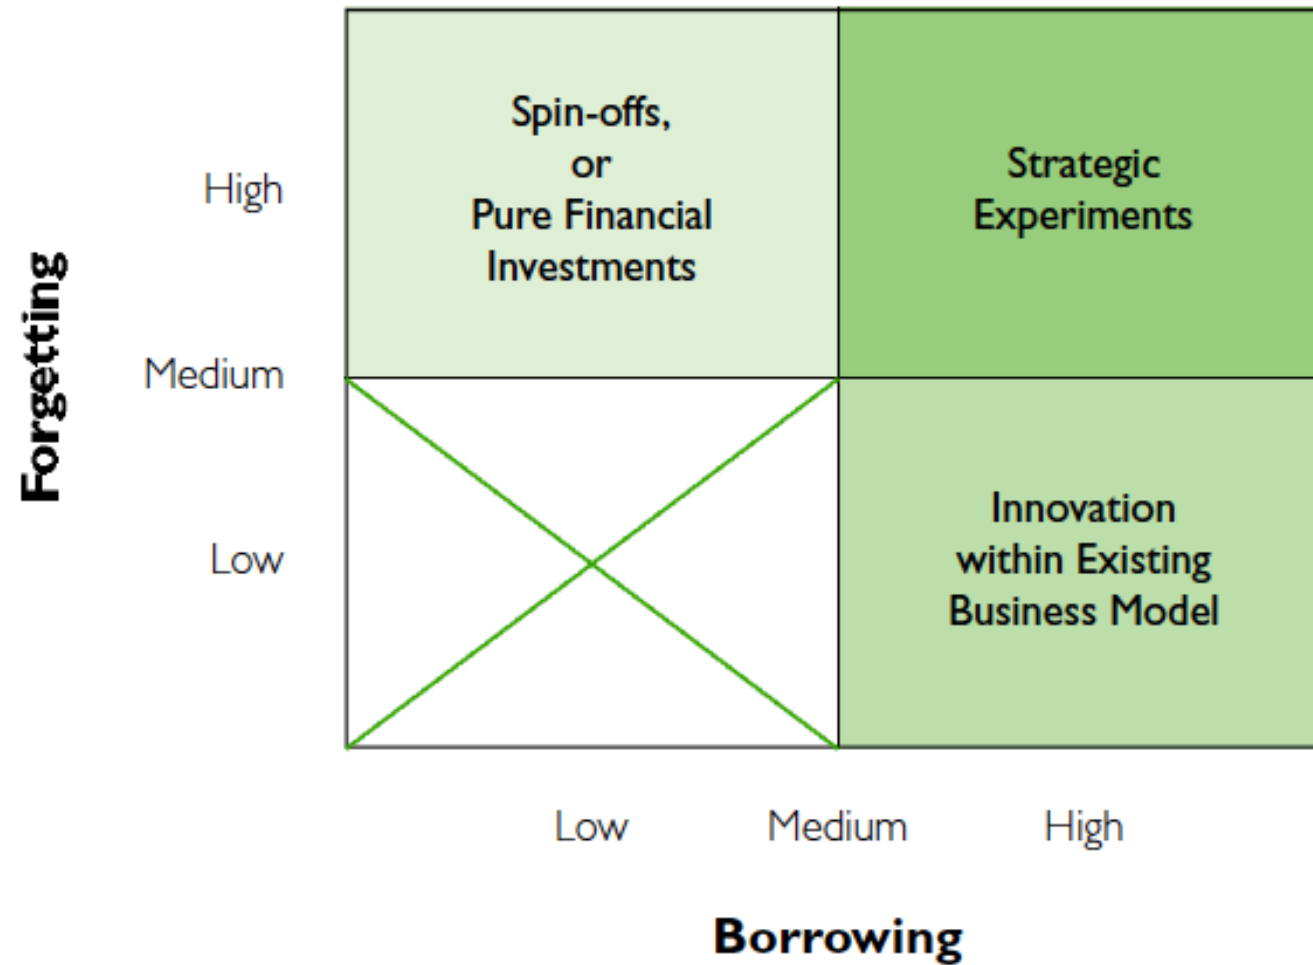 Spin-offs,
or
Pure Financial
Investments
Strategic
Experiments
High
Forgetting
Medium
Low
Innovation
within Existing
Business Model
Low
Medium
High
Borrowing